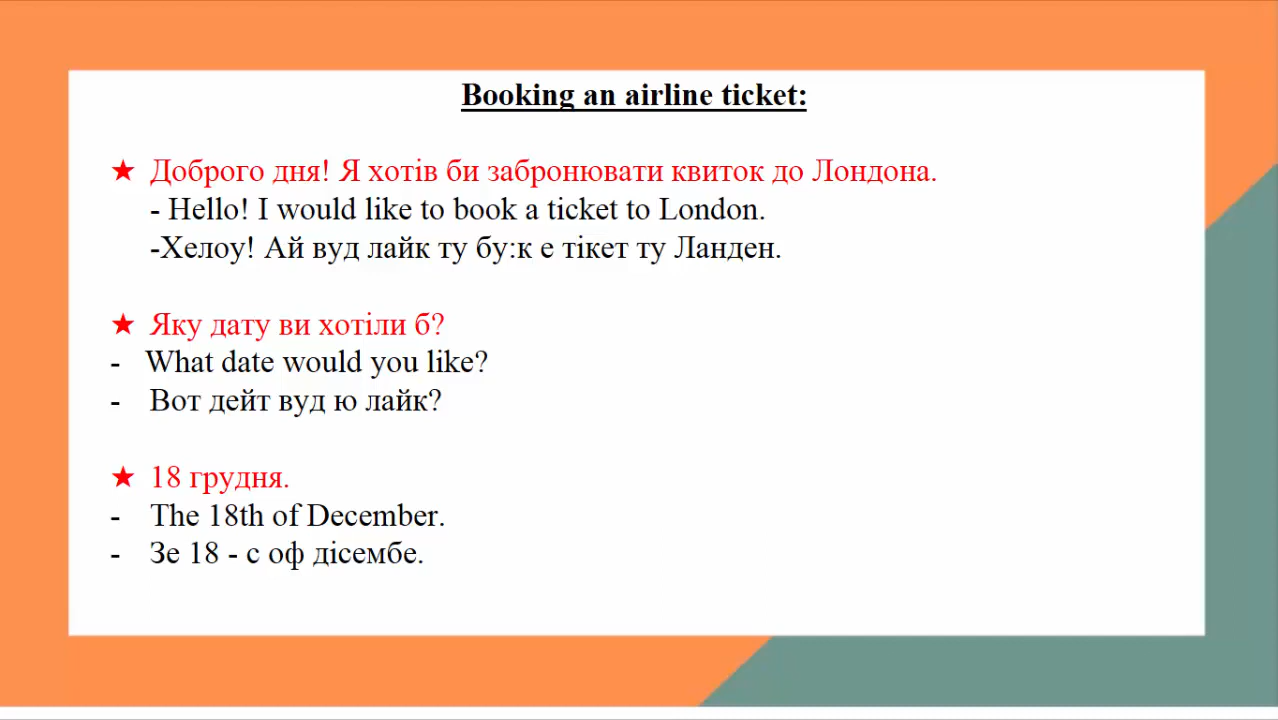 Booking an airline ticket:
★ Доброго дня! Я хотів би забронювати квиток до Лондона.
- Hello! I would like to book a ticket to London.
-Хелоу! Ай вуд лайк ту бу:к е тікет ту Ланден.
★ Яку дату ви хотіли б?
- What date would you like?
- Вот дейт вуд ю лайк?
★ 18 грудня.
- The 18th of December.
- Зе 18 - с оф дісембе.